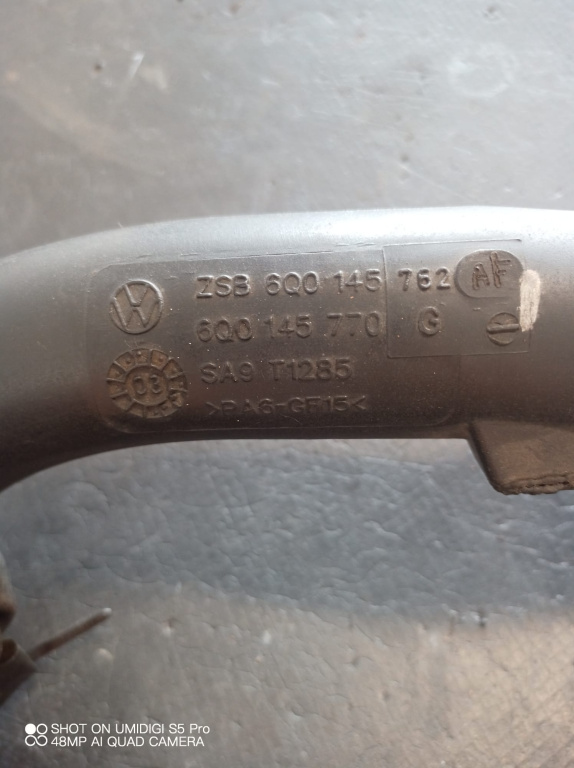 ZSB 6Q0 145 762 AF
6Q0 145 770 G
03
SA9 T1285
>PA6-GF15<
SHOT ON UMIDIGI S5 Pro
48MP AI QUAD CAMERA